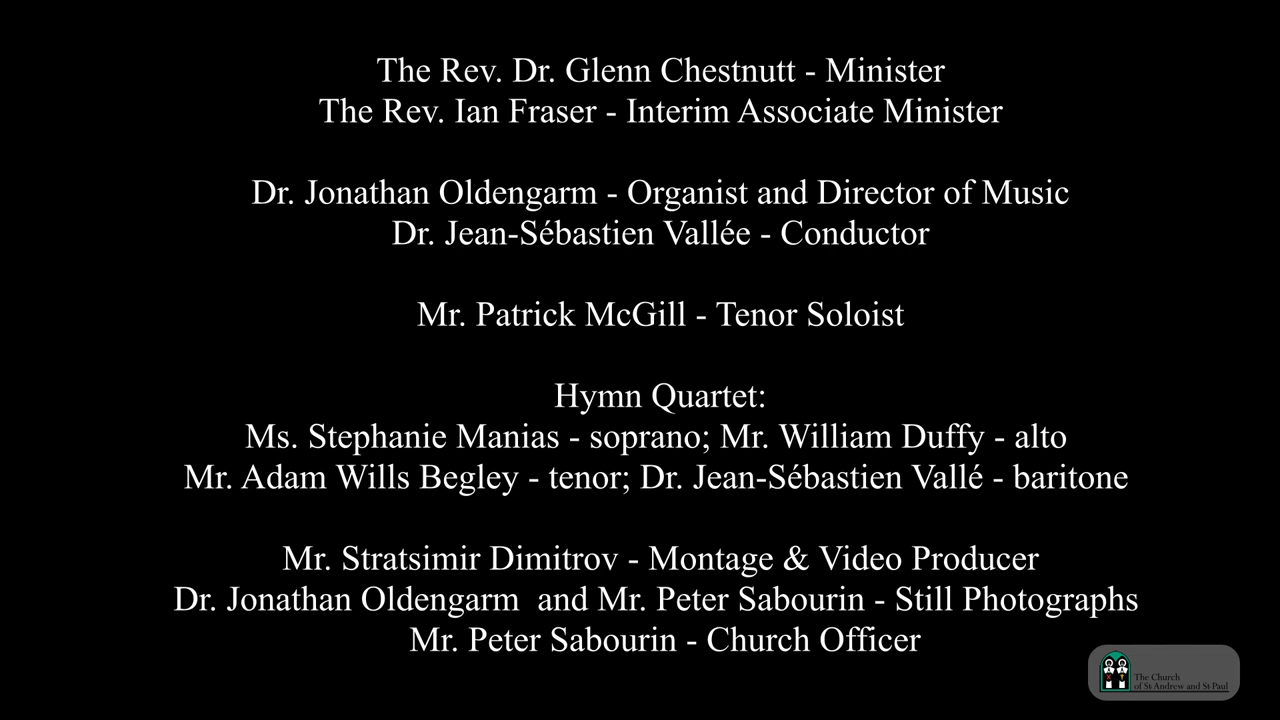 The Rev. Dr. Glenn Chestnutt - Minister
The Rev. Ian Fraser - Interim Associate Minister
Dr. Jonathan Oldengarm - Organist and Director of Music
Dr. Jean-Sébastien Vallée - Conductor
Mr. Patrick McGill - Tenor Soloist
Hymn Quartet:
Ms. Stephanie Manias - soprano; Mr. William Duffy - alto
Mr. Adam Wills Begley - tenor; Dr. Jean-Sébastien Vallé - baritone
Mr. Stratsimir Dimitrov - Montage & Video Producer
Dr. Jonathan Oldengarm  and Mr. Peter Sabourin - Still Photographs
Mr. Peter Sabourin - Church Officer
The Church
of St Andrew and St Paul